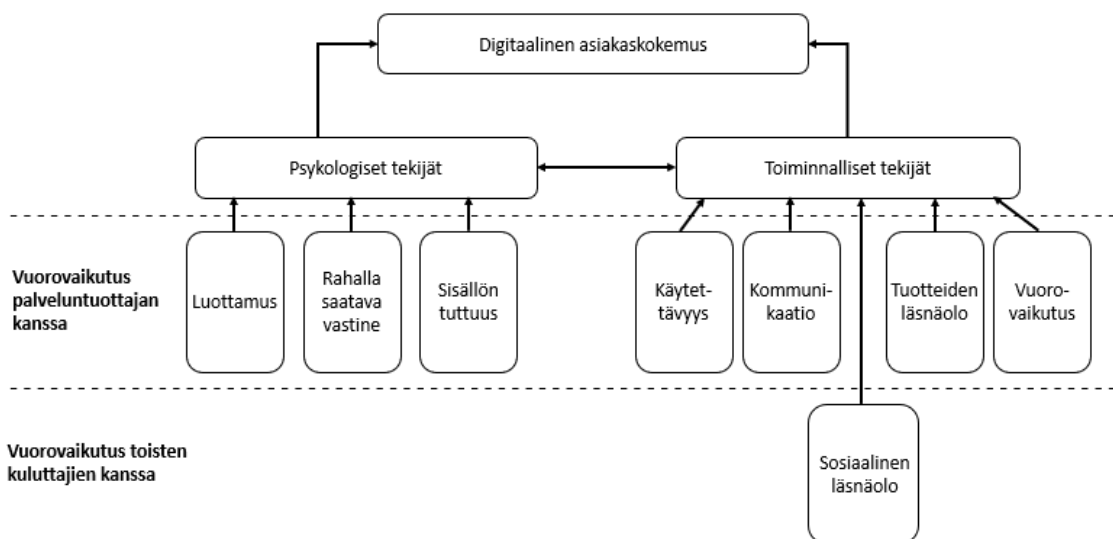 Digitaalinen asiakaskokemus
Psykologiset tekijät
Toiminnalliset tekijät
Vuorovaikutus
palveluntuottajan
kanssa
Luottamus
Rahalla
saatava
vastine
Sisällön
tuttuus
Käytet-
tävyys
Kommuni-
kaatio
Tuotteiden
läsnäolo
Vuoro-
vaikutus
Vuorovaikutus toisten
kuluttajien kanssa
Sosiaalinen
läsnäolo